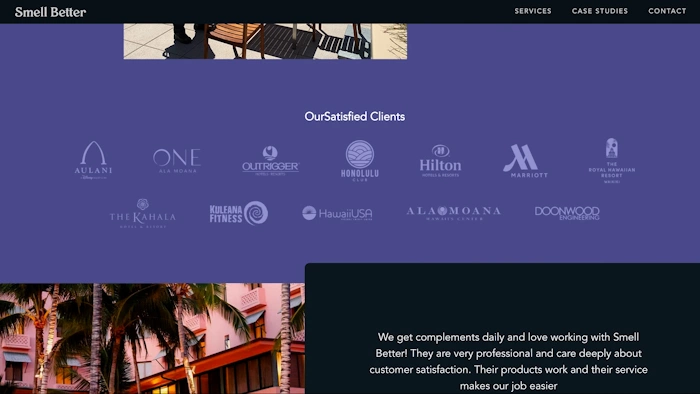 Smell Better
SERVICES CASE STUDIES CONTACT
OurSatisfied Clients
AULANI
ONE
ALA MOANA
OUTRIGGER
HONOLULU
CLUB
Hilton
HOTELS & RESORTS
MARRIOTT
THE
ROYAL HAWAIIAN
RESORT
WAIKIKI
THE KAHALA
HOTEL & RESORT
KULEANA
FITNESS
HawaiiUSA
ALA MOANA
HAWAII'S CENTER
DOONWOOD
ENGINEERING
We get complements daily and love working with Smell
Better! They are very professional and care deeply about
customer satisfaction. Their products work and their service
makes our job easier